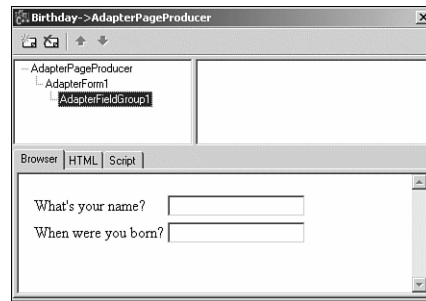 Birthday->AdapterPageProducer
AdapterPageProducer
AdapterForm1
AdapterFieldGroup1
Browser HTML Script
What's your name?
When were you born?